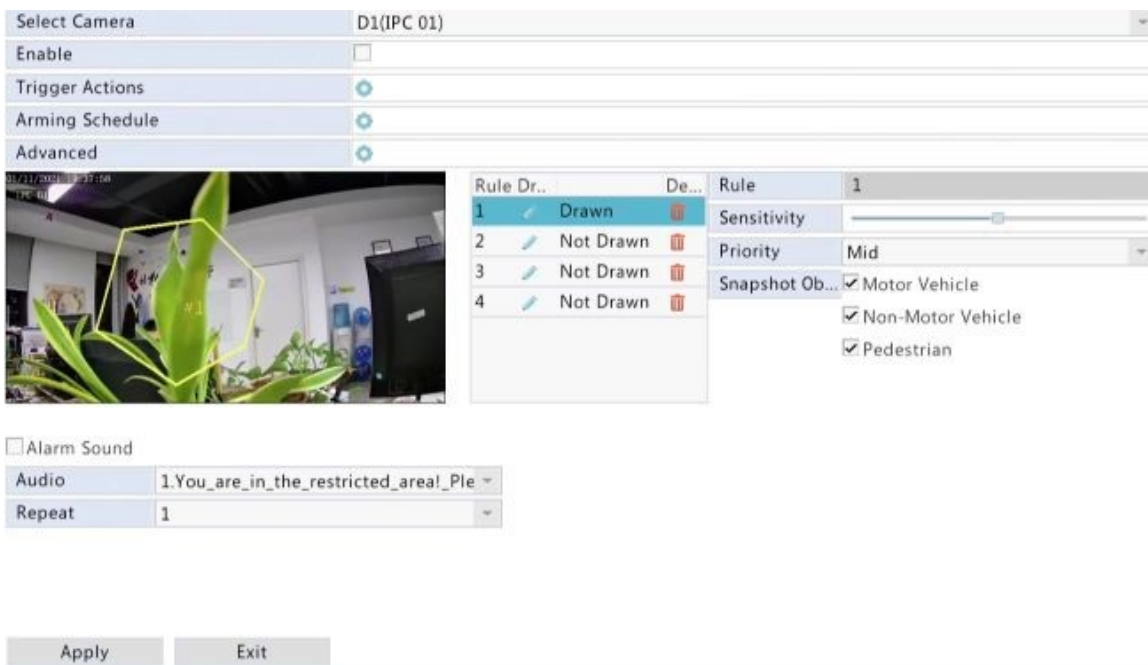 Select Camera D1(IPC 01)
Enable
Trigger Actions
Arming Schedule
Advanced
IPC 01
#1
Rule Dr.. De...
1 Drawn
2 Not Drawn
3 Not Drawn
4 Not Drawn
Rule 1
Sensitivity
Priority Mid
Snapshot Ob... Motor Vehicle
Non-Motor Vehicle
Pedestrian
Alarm Sound
Audio 1.You_are_in_the_restricted_area!_Ple
Repeat 1
Apply Exit